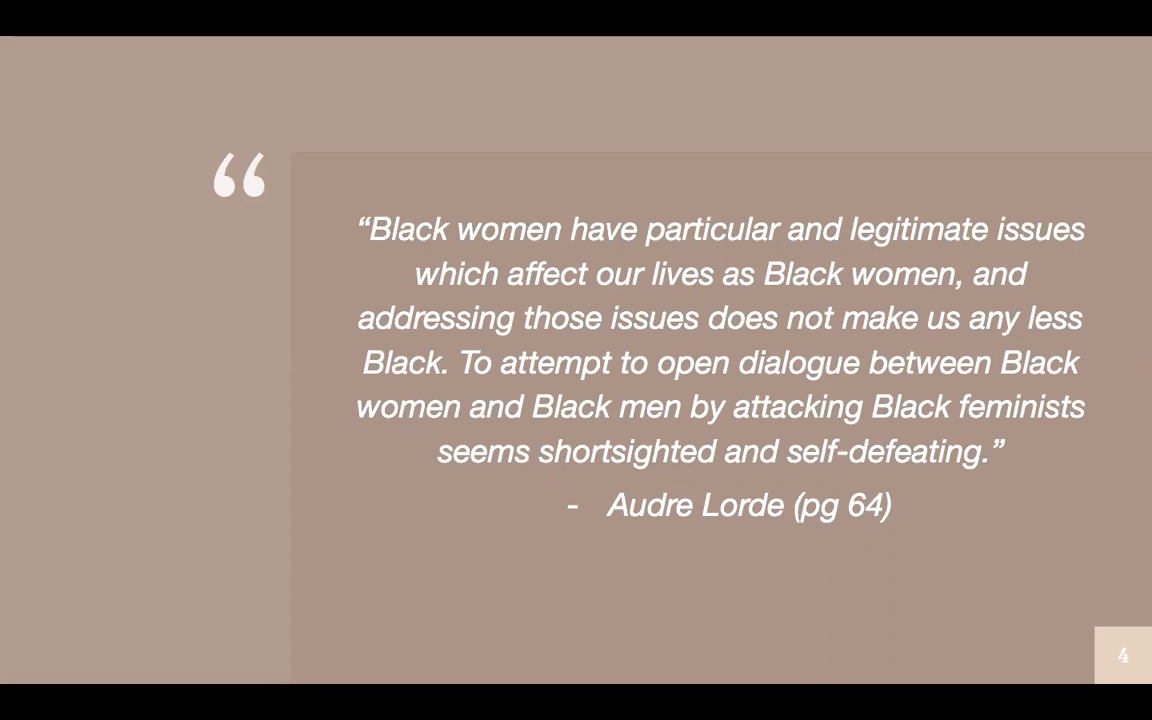 “
“Black women have particular and legitimate issues
which affect our lives as Black women, and
addressing those issues does not make us any less
Black. To attempt to open dialogue between Black
women and Black men by attacking Black feminists
seems shortsighted and self-defeating.”
- Audre Lorde (pg 64)
4